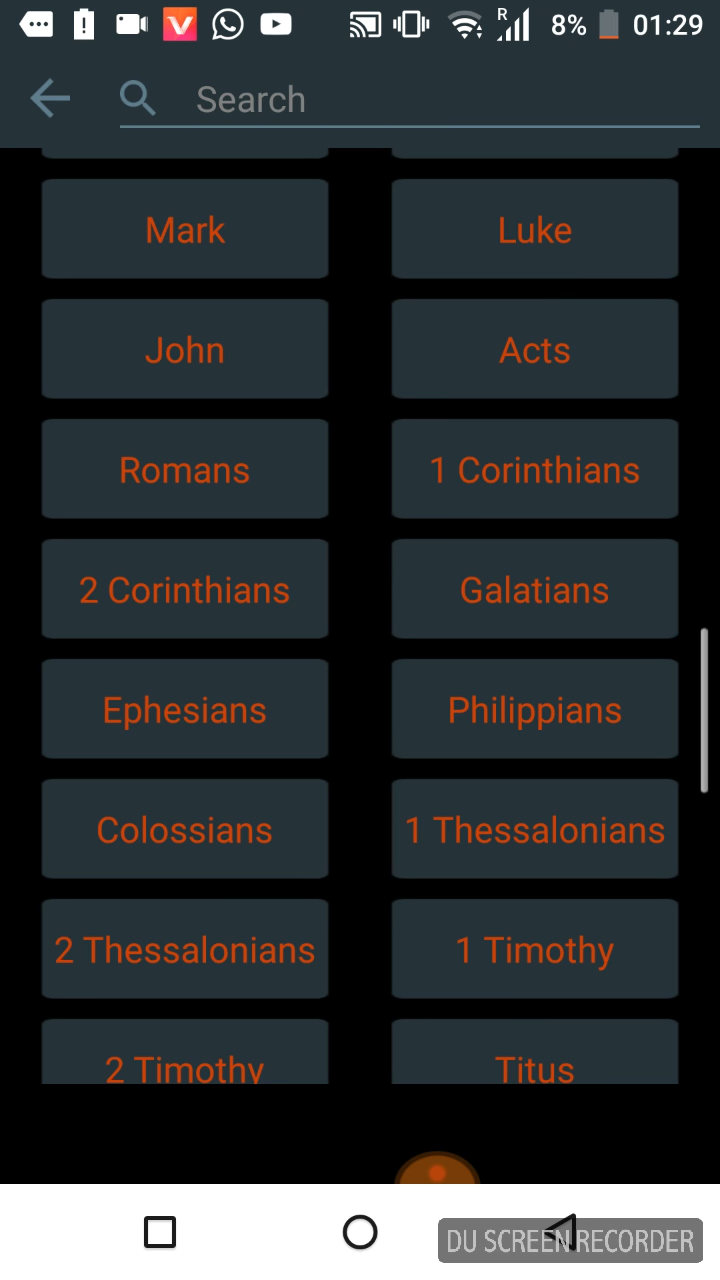 R 8% 01:29
Search
Mark Luke
John Acts
Romans 1 Corinthians
2 Corinthians Galatians
Ephesians Philippians
Colossians 1 Thessalonians
2 Thessalonians 1 Timothy
2 Timothy Titus
DU SCREEN RECORDER